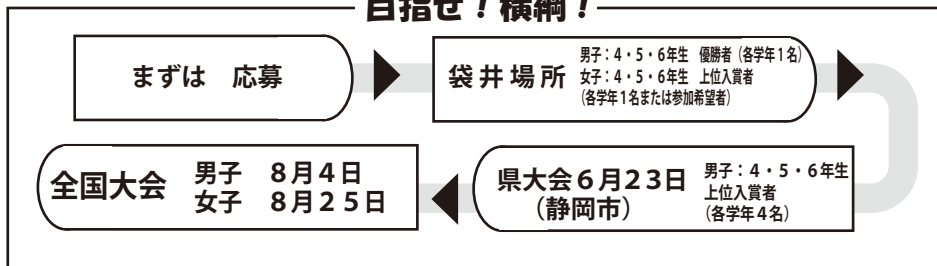 目指せ！横綱！
まずは 応募
袋井場所
男子：４・５・６年生 優勝者（各学年１名）
女子：４・５・６年生 上位入賞者
（各学年１名または参加希望者）
県大会６月２３日
（静岡市）
男子：４・５・６年生
上位入賞者
（各学年４名）
全国大会
男子 ８月４日
女子 ８月２５日